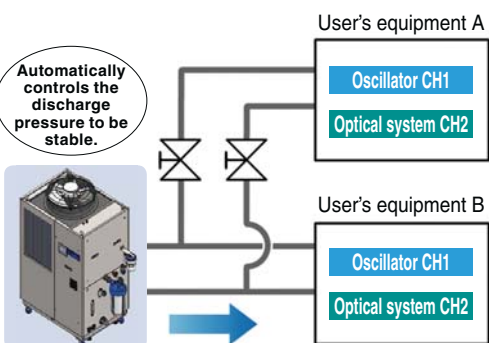 User's equipment A
Automatically
controls the
discharge
pressure to be
stable.
Oscillator CH1
Optical system CH2
User's equipment B
Oscillator CH1
Optical system CH2